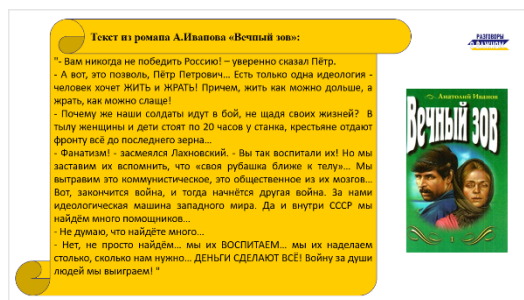 Текст из романа А.Иванова «Вечный зов»:
РАЗГОВОРЫ
О ВАЖНОМ
"- Вам никогда не победить Россию! – уверенно сказал Пётр.
- А вот, это позволь, Пётр Петрович... Есть только одна идеология -
человек хочет ЖИТЬ и ЖРАТЬ! Причем, жить как можно дольше, а
жрать, как можно слаще!
- Почему же наши солдаты идут в бой, не щадя своих жизней? В
тылу женщины и дети стоят по 20 часов у станка, крестьяне отдают
фронту всё до последнего зерна...
- Фанатизм! - засмеялся Лахновский. - Вы так воспитали их! Но мы
заставим их вспомнить, что «своя рубашка ближе к телу»... Мы
вытравим это коммунистическое, это общественное из их мозгов...
Вот, закончится война, и тогда начнётся другая война. За нами
идеологическая машина западного мира. Да и внутри СССР мы
найдём много помощников...
- Не думаю, что найдёте много...
- Нет, не просто найдём... мы их ВОСПИТАЕМ... мы их наделаем
столько, сколько нам нужно... ДЕНЬГИ СДЕЛАЮТ ВСЁ! Войну за души
людей мы выиграем! "
Анатолий Иванов
Вечный зов
1